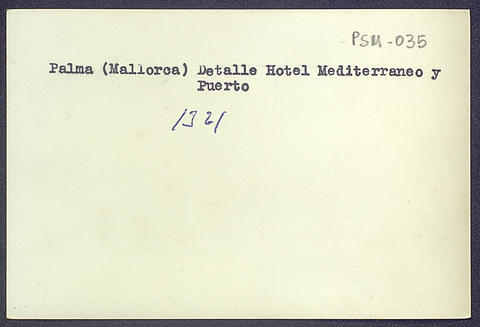 PSM-035
Palma (Mallorca) Detalle Hotel Mediterraneo y
Puerto
1321